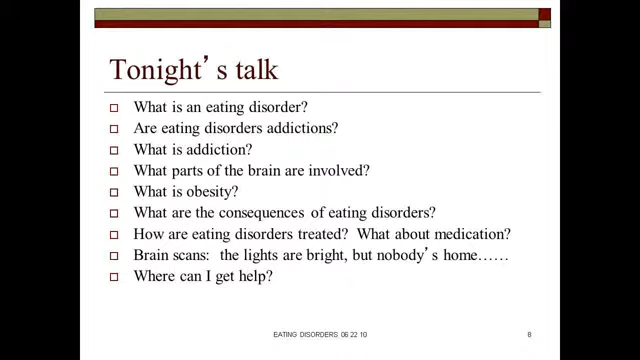 Tonight’s talk
What is an eating disorder?
Are eating disorders addictions?
What is addiction?
What parts of the brain are involved?
What is obesity?
What are the consequences of eating disorders?
How are eating disorders treated?  What about medication?
Brain scans:  the lights are bright, but nobody’s home……
Where can I get help?
EATING DISORDERS 06 22 10
8